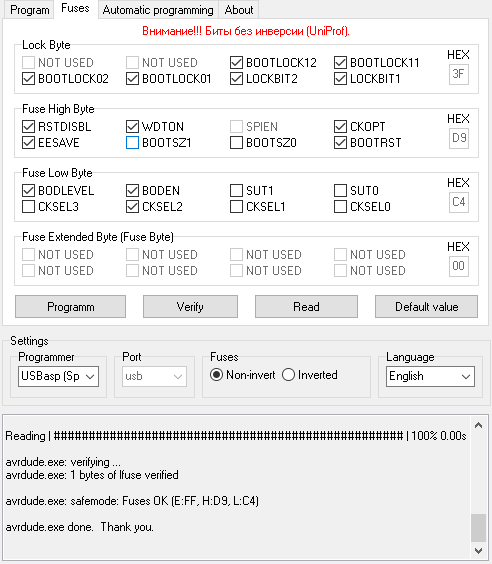 Program Fuses Automatic programming About
Внимание!!! Биты без инверсии (UniProf).
Lock Byte
HEX
NOT USED NOT USED BOOTLOCK12 BOOTLOCK11
3F
BOOTLOCK02 BOOTLOCK01 LOCKBIT2 LOCKBIT1
Fuse High Byte
HEX
RSTDISBL WDTON SPIEN CKOPT
D9
EESAVE BOOTSZ1 BOOTSZ0 BOOTRST
Fuse Low Byte
HEX
BODLEVEL BODEN SUT1 SUT0
C4
CKSEL3 CKSEL2 CKSEL1 CKSEL0
Fuse Extended Byte (Fuse Byte)
HEX
NOT USED NOT USED NOT USED NOT USED
00
NOT USED NOT USED NOT USED NOT USED
Programm Verify Read Default value
Settings
Programmer Port Fuses Language
USBasp (Sp usb Non-invert Inverted English
Reading | ################################################## | 100% 0.00s
avrdude.exe: verifying ...
avrdude.exe: 1 bytes of lfuse verified
avrdude.exe: safemode: Fuses OK (E:FF, H:D9, L:C4)
avrdude.exe done. Thank you.